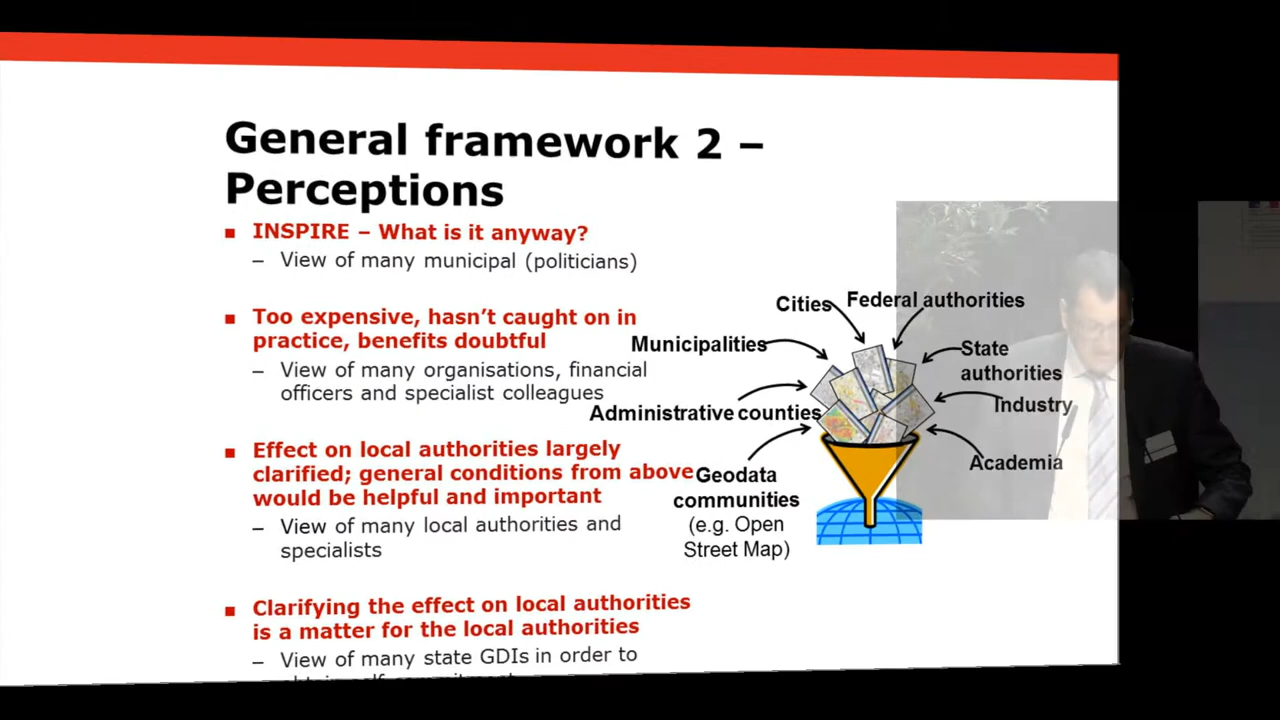 General framework 2 –
Perceptions
INSPIRE – What is it anyway?
– View of many municipal (politicians)
Too expensive, hasn’t caught on in
practice, benefits doubtful
– View of many organisations, financial
officers and specialist colleagues
Effect on local authorities largely
clarified; general conditions from above
would be helpful and important
– View of many local authorities and
specialists
Clarifying the effect on local authorities
is a matter for the local authorities
– View of many state GDIs in order to
Cities
Federal authorities
Municipalities
State
authorities
Industry
Administrative counties
Academia
Geodata
communities
(e.g. Open
Street Map)